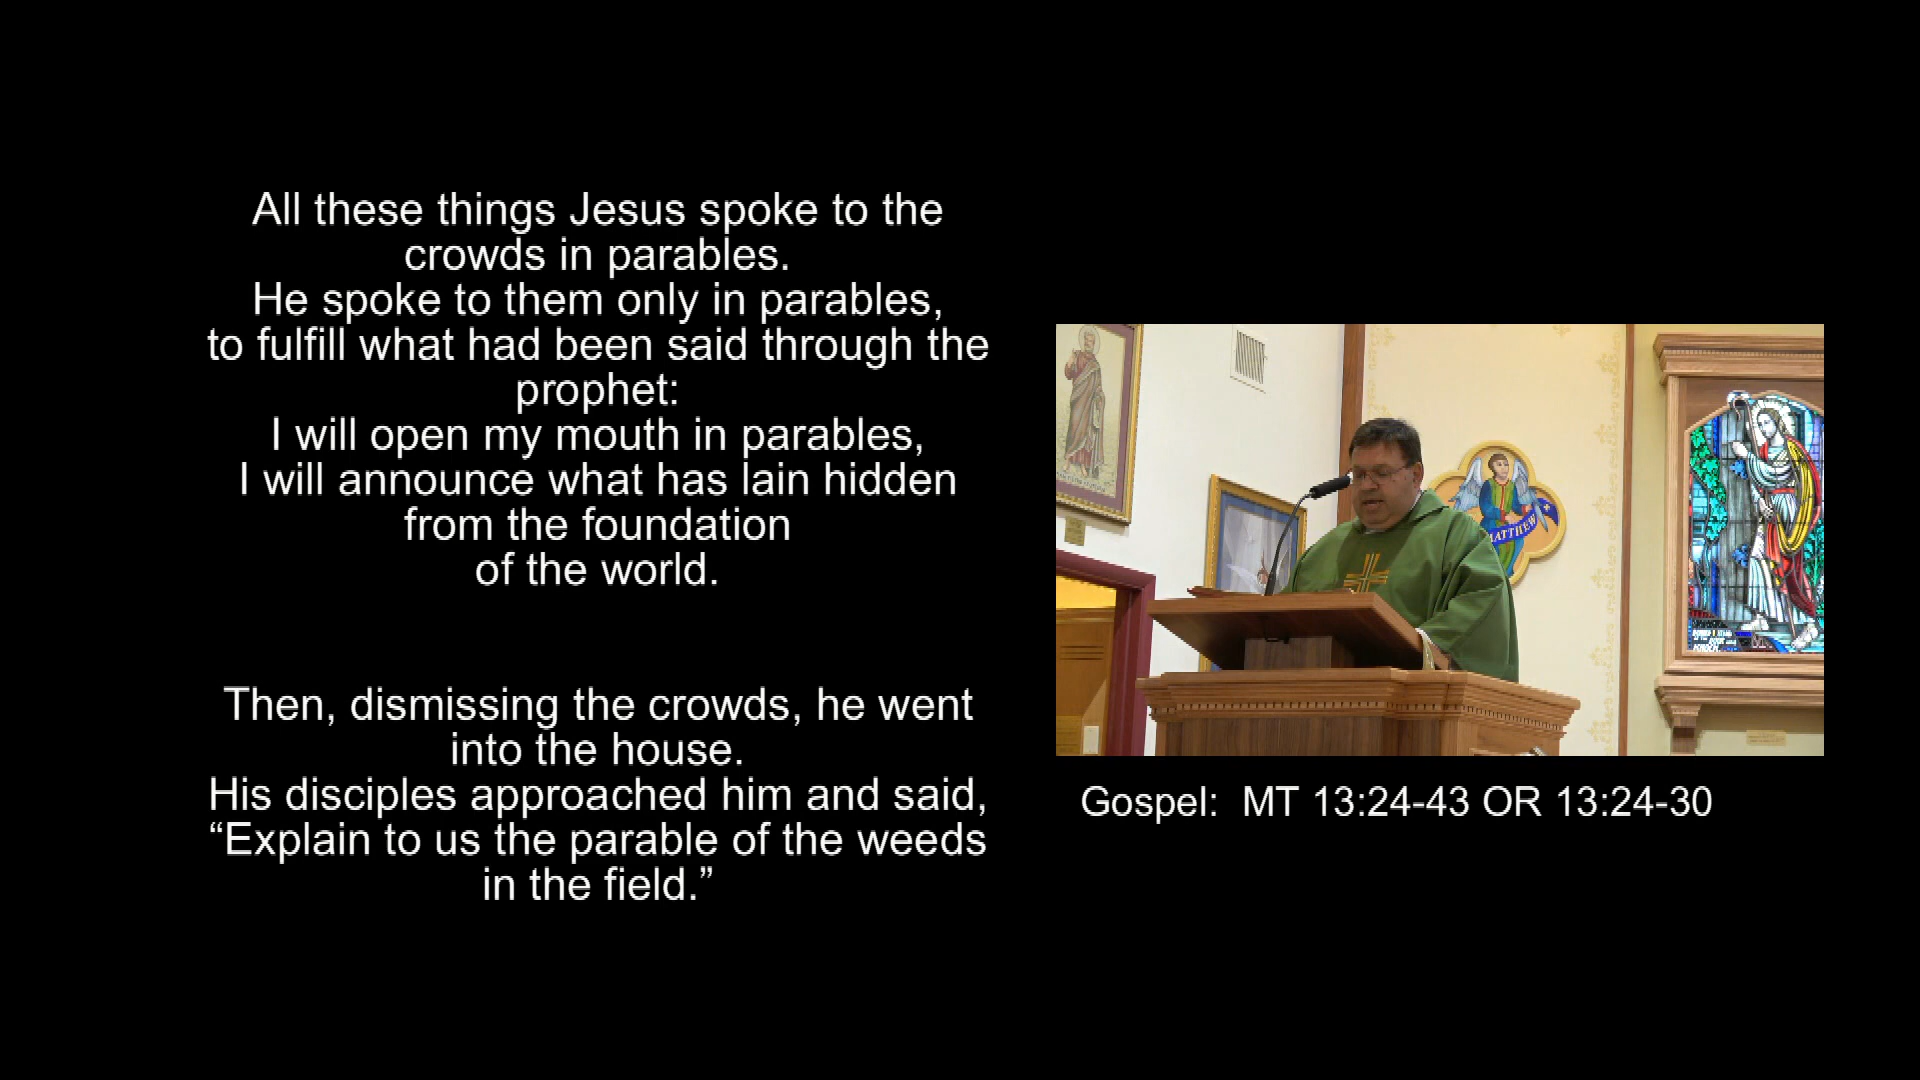 All these things Jesus spoke to the
crowds in parables.
He spoke to them only in parables,
to fulfill what had been said through the
prophet:
I will open my mouth in parables,
I will announce what has lain hidden
from the foundation
of the world.
Then, dismissing the crowds, he went
into the house.
His disciples approached him and said,
“Explain to us the parable of the weeds
in the field.”
MATTHEW
Gospel:  MT 13:24-43 OR 13:24-30